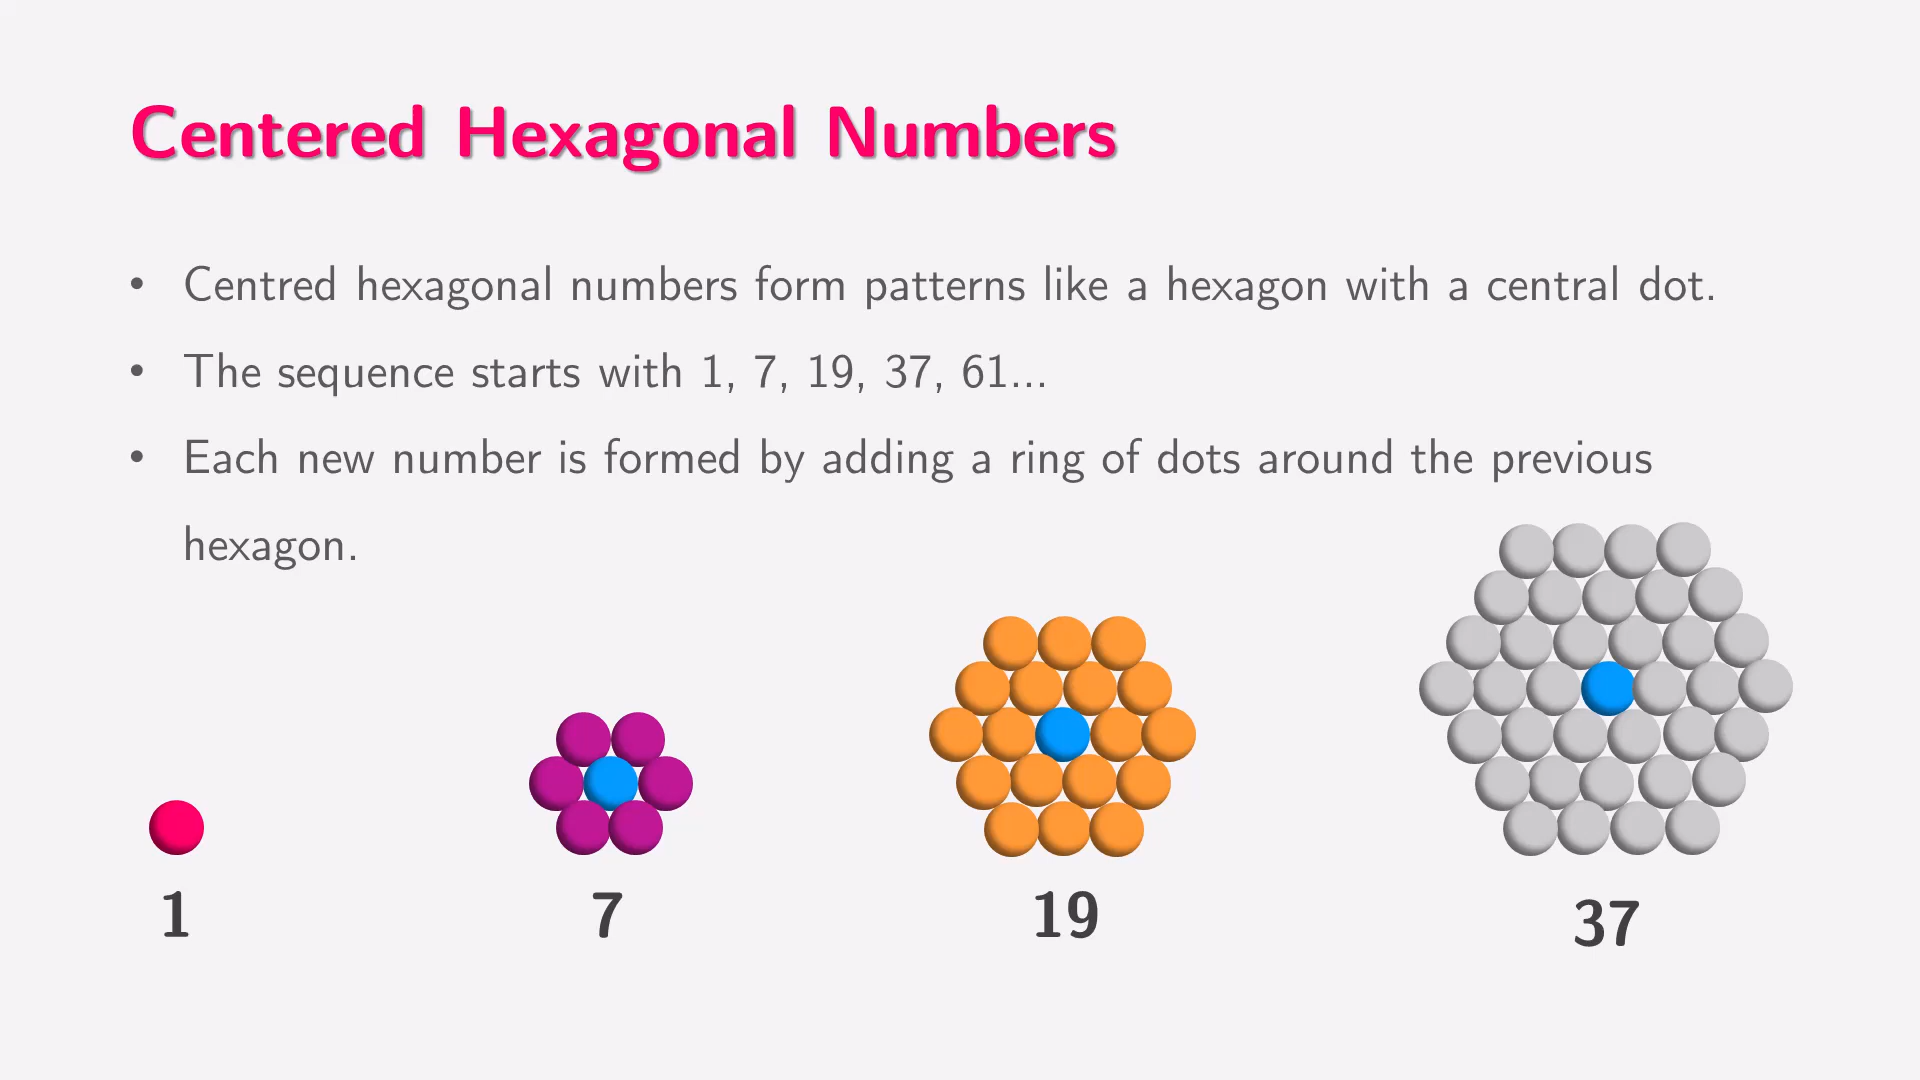 Centered Hexagonal Numbers
• Centred hexagonal numbers form patterns like a hexagon with a central dot.
• The sequence starts with 1, 7, 19, 37, 61...
• Each new number is formed by adding a ring of dots around the previous
hexagon.
1
7
19
37